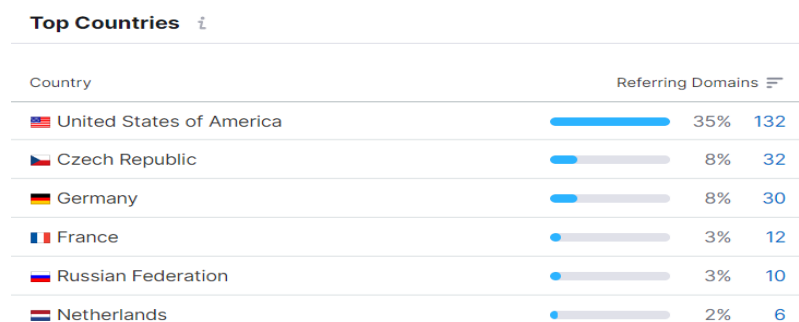 Top Countries i
Country Referring Domains
United States of America 35% 132
Czech Republic 8% 32
Germany 8% 30
France 3% 12
Russian Federation 3% 10
Netherlands 2% 6